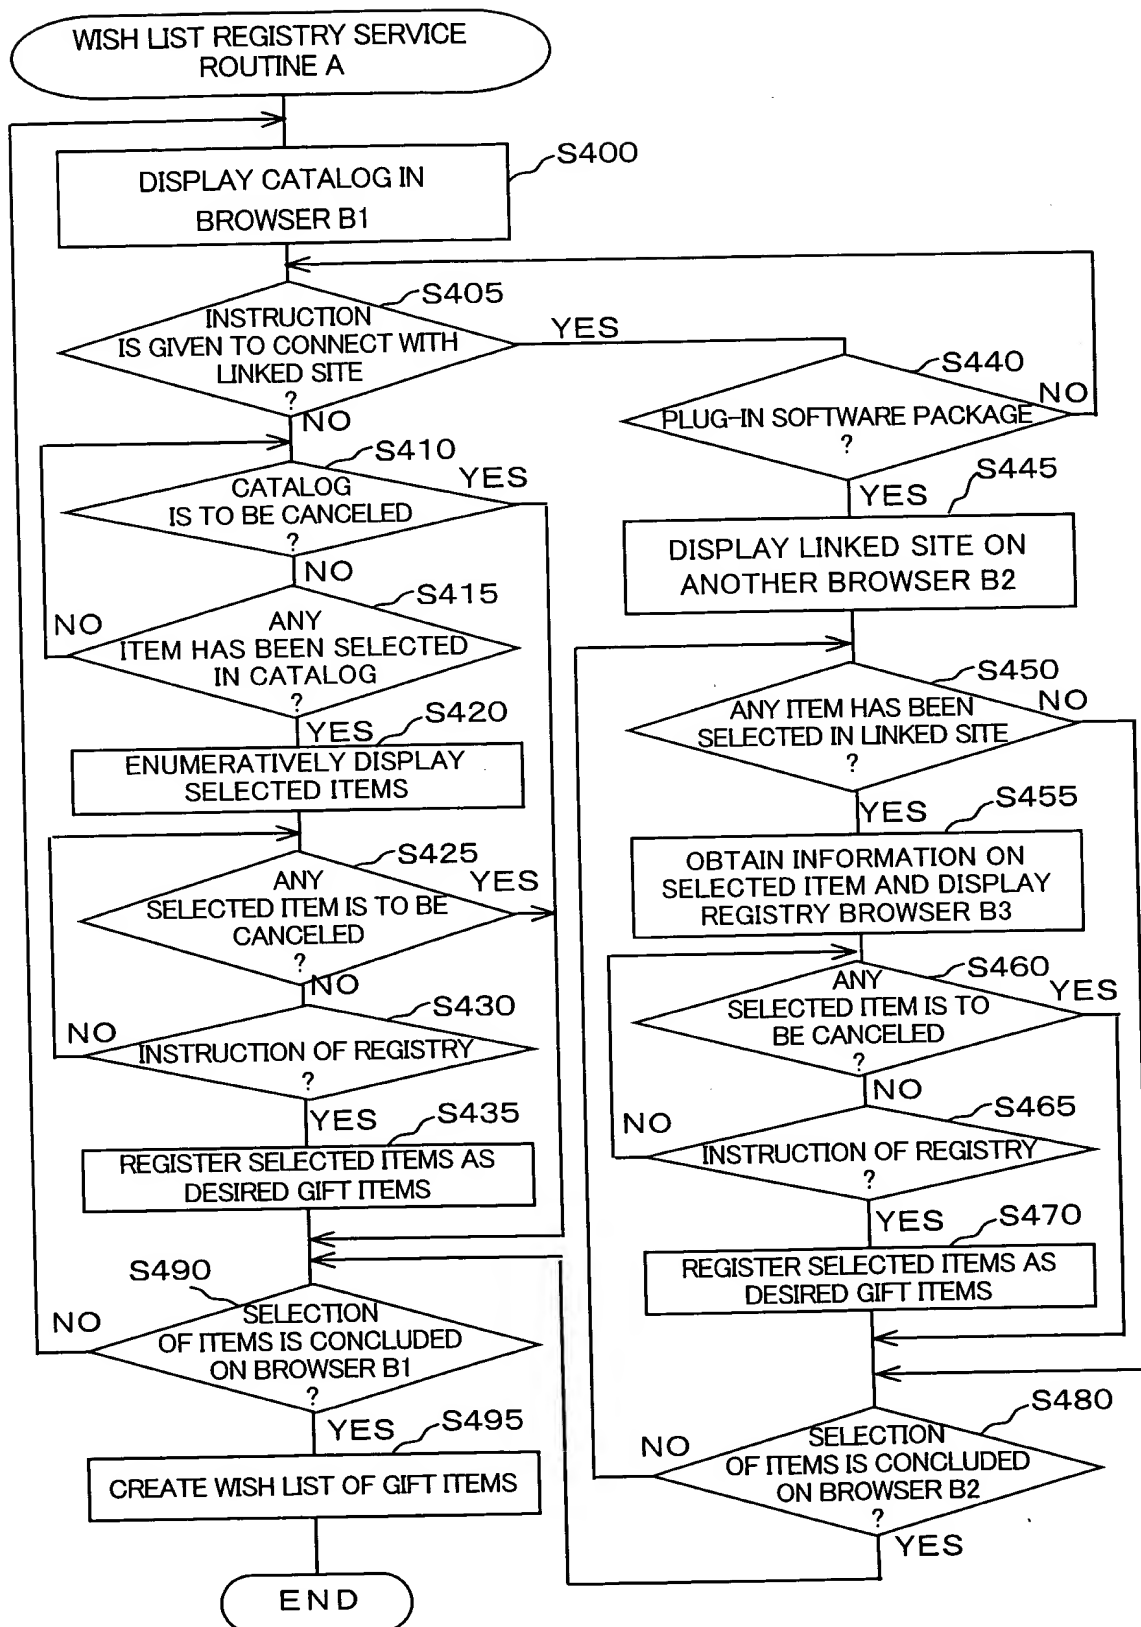 WISH LIST REGISTRY SERVICE
ROUTINE A
S400
DISPLAY CATALOG IN
BROWSER B1
S405
INSTRUCTION
IS GIVEN TO CONNECT WITH
LINKED SITE
?
YES
NO
S410
CATALOG
IS TO BE CANCELED
?
YES
NO
S415
ANY
ITEM HAS BEEN SELECTED
IN CATALOG
?
NO
YES
S420
ENUMERATIVELY DISPLAY
SELECTED ITEMS
S425
ANY
SELECTED ITEM IS TO BE
CANCELED
?
YES
NO
S430
INSTRUCTION OF REGISTRY
?
NO
YES
S435
REGISTER SELECTED ITEMS AS
DESIRED GIFT ITEMS
S490
SELECTION
OF ITEMS IS CONCLUDED
ON BROWSER B1
?
NO
YES
S495
CREATE WISH LIST OF GIFT ITEMS
END
S440
PLUG-IN SOFTWARE PACKAGE
?
NO
YES
S445
DISPLAY LINKED SITE ON
ANOTHER BROWSER B2
S450
ANY ITEM HAS BEEN
SELECTED IN LINKED SITE
?
NO
YES
S455
OBTAIN INFORMATION ON
SELECTED ITEM AND DISPLAY
REGISTRY BROWSER B3
S460
ANY
SELECTED ITEM IS TO
BE CANCELED
?
YES
NO
S465
INSTRUCTION OF REGISTRY
?
NO
YES
S470
REGISTER SELECTED ITEMS AS
DESIRED GIFT ITEMS
S480
SELECTION
OF ITEMS IS CONCLUDED
ON BROWSER B2
?
NO
YES